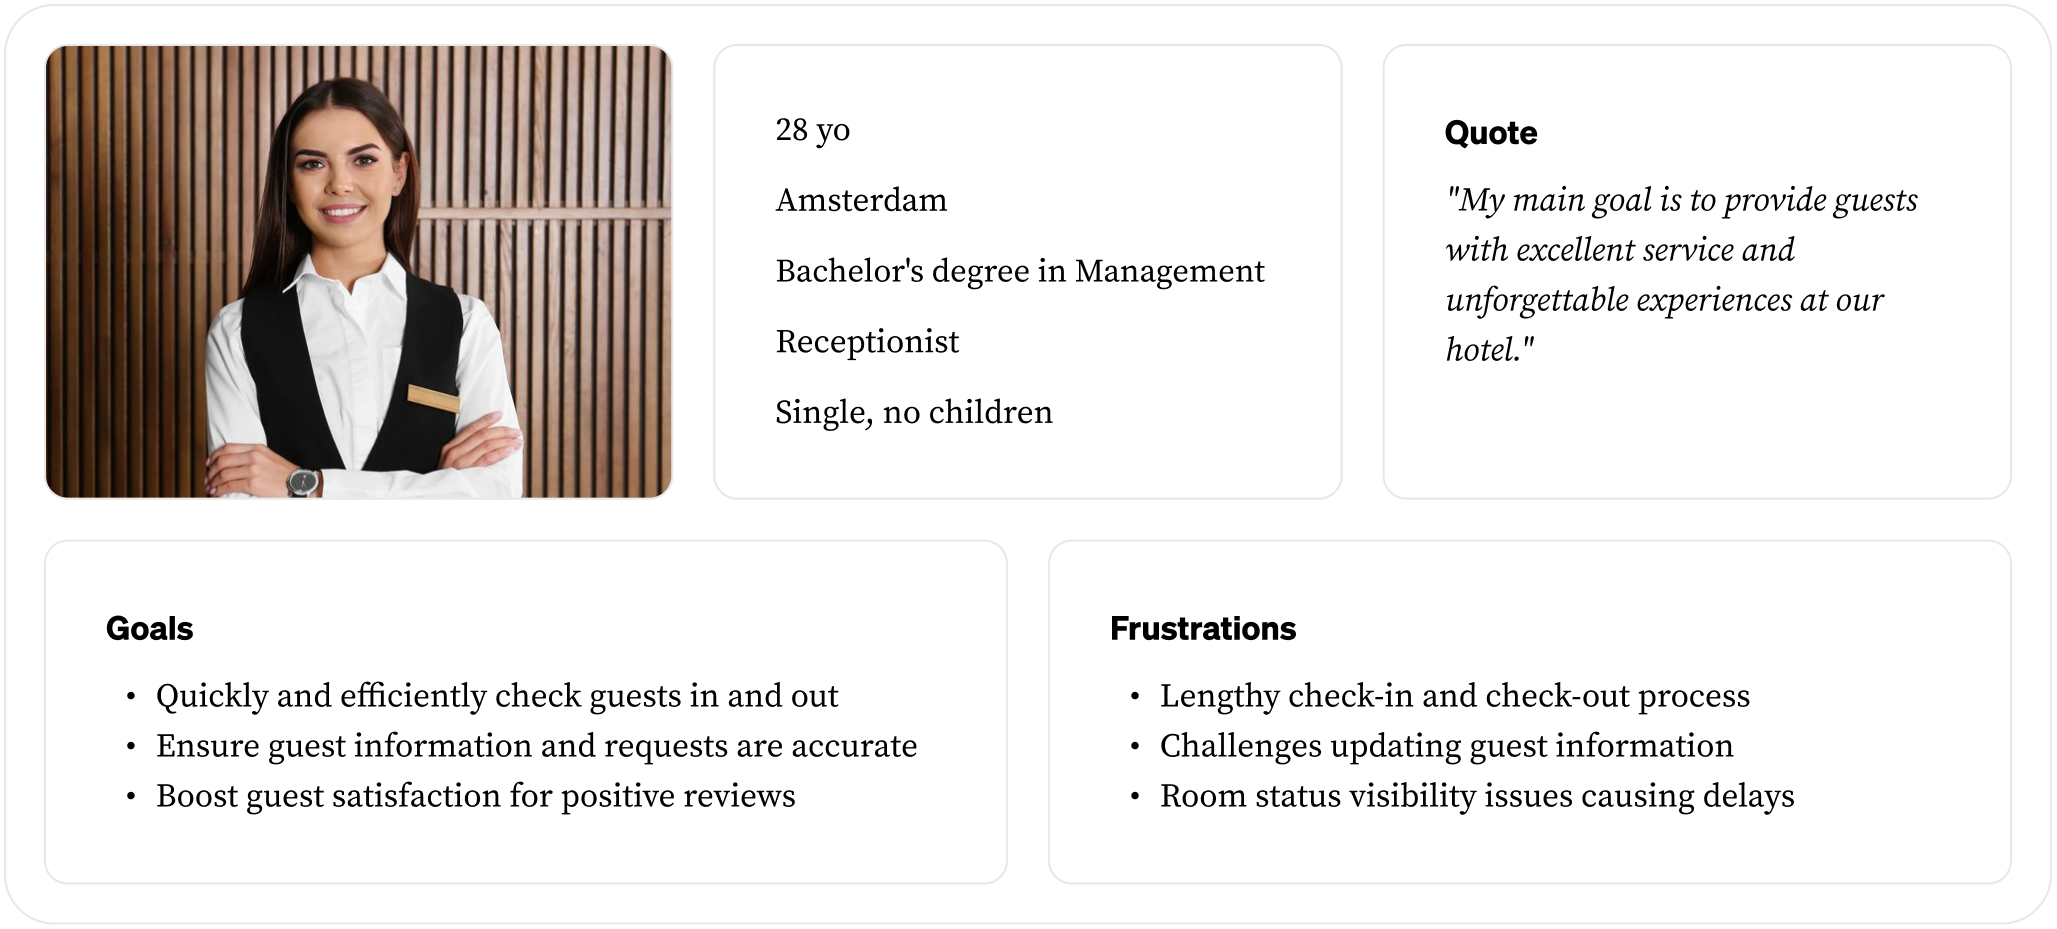 28 yo
Amsterdam
Bachelor's degree in Management
Receptionist
Single, no children
Quote
"My main goal is to provide guests
with excellent service and
unforgettable experiences at our
hotel."
Goals
• Quickly and efficiently check guests in and out
• Ensure guest information and requests are accurate
• Boost guest satisfaction for positive reviews
Frustrations
• Lengthy check-in and check-out process
• Challenges updating guest information
• Room status visibility issues causing delays